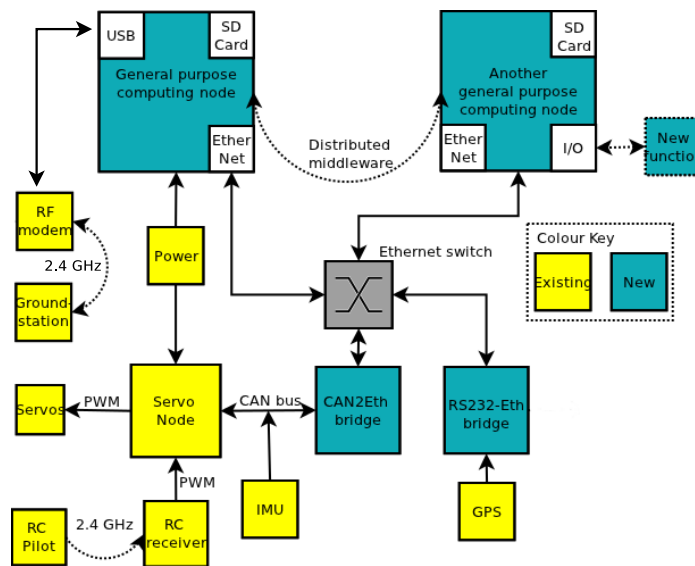 USB
SD
Card
General purpose
computing node
Ether
Net
SD
Card
Another
general purpose
computing node
Ether
Net
I/O
New
function
Distributed
middleware
RF
modem
2.4 GHz
Ground-
station
Power
Ethernet switch
Colour Key
Existing
New
Servos
PWM
Servo
Node
CAN bus
CAN2Eth
bridge
RS232-Eth
bridge
PWM
IMU
GPS
RC
Pilot
2.4 GHz
RC
receiver